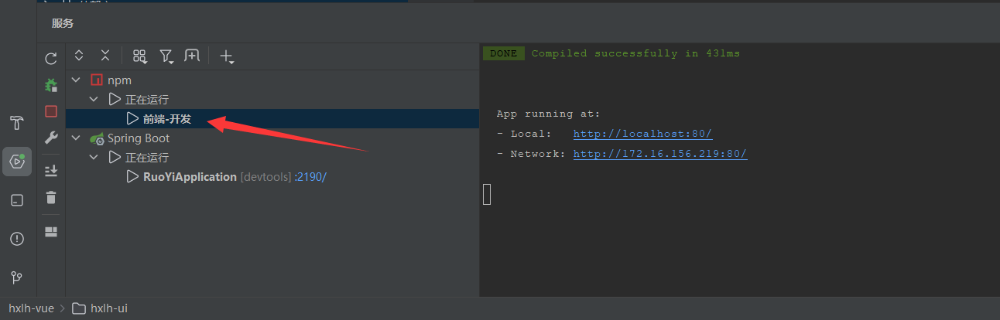 服务
npm
正在运行
前端-开发
Spring Boot
正在运行
RuoYiApplication [devtools] :2190/
DONE Compiled successfully in 431ms
App running at:
- Local: http://localhost:80/
- Network: http://172.16.156.219:80/
hxlh-vue > hxlh-ui